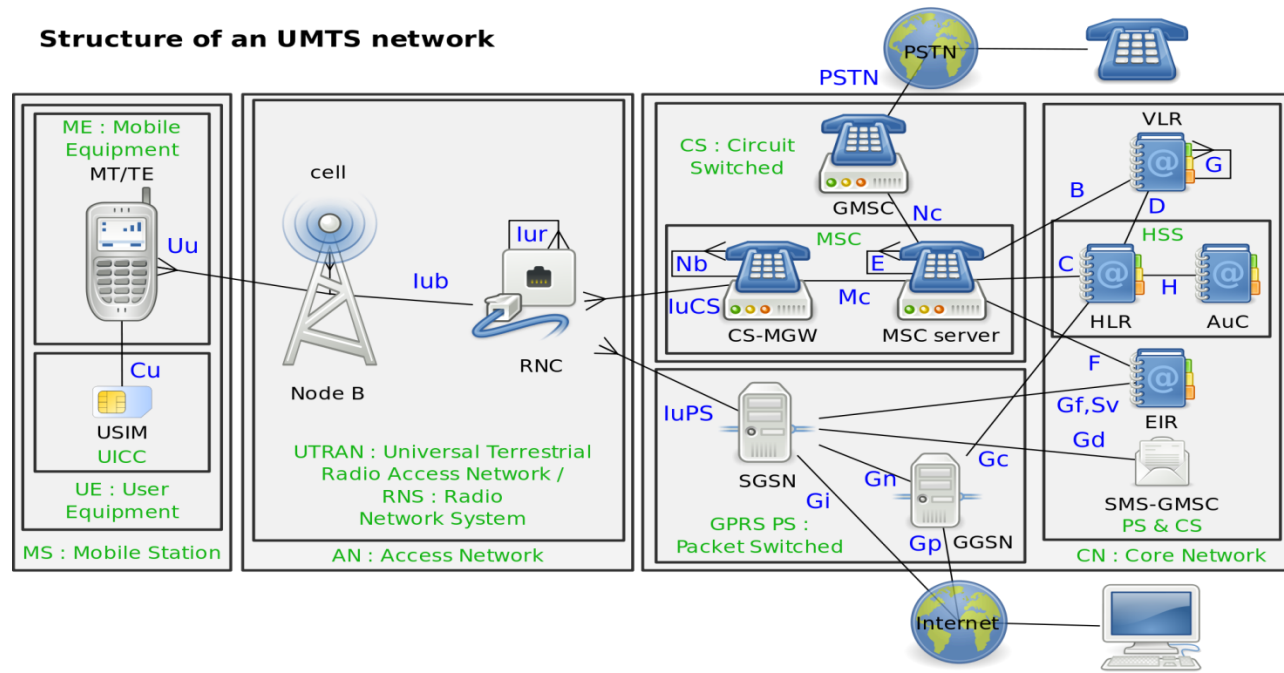 Structure of an UMTS network
PSTN
PSTN
ME : Mobile
Equipment
MT/TE
Uu
Cu
USIM
UICC
UE : User
Equipment
MS : Mobile Station
cell
Iub
Node B
Iur
RNC
UTRAN : Universal Terrestrial
Radio Access Network /
RNS : Radio
Network System
AN : Access Network
CS : Circuit
Switched
GMSC
Nc
MSC
Nb
E
IuCS
Mc
CS-MGW
MSC server
IuPS
SGSN
Gn
Gi
Gc
GPRS PS :
Packet Switched
Gp
GGSN
VLR
G
B
D
HSS
C
H
HLR
AuC
F
Gf,Sv
EIR
Gd
SMS-GMSC
PS & CS
CN : Core Network
Internet